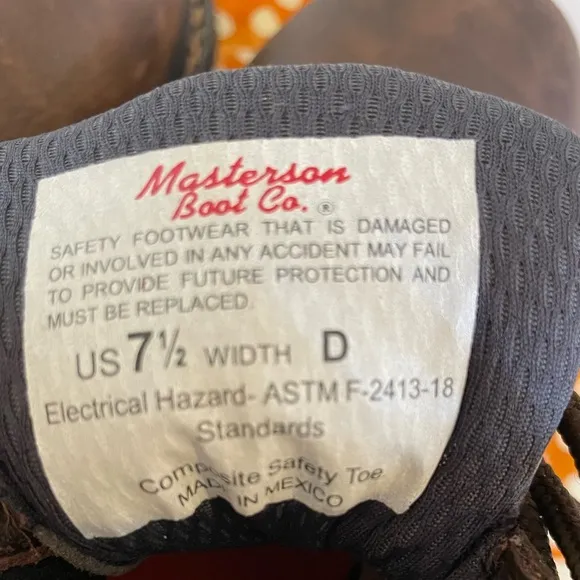 Masterson
Boot Co. ®
SAFETY FOOTWEAR THAT IS DAMAGED
OR INVOLVED IN ANY ACCIDENT MAY FAIL
TO PROVIDE FUTURE PROTECTION AND
MUST BE REPLACED.
US 7½ WIDTH D
Electrical Hazard- ASTM F-2413-18
Standards
Composite Safety Toe
MADE IN MEXICO